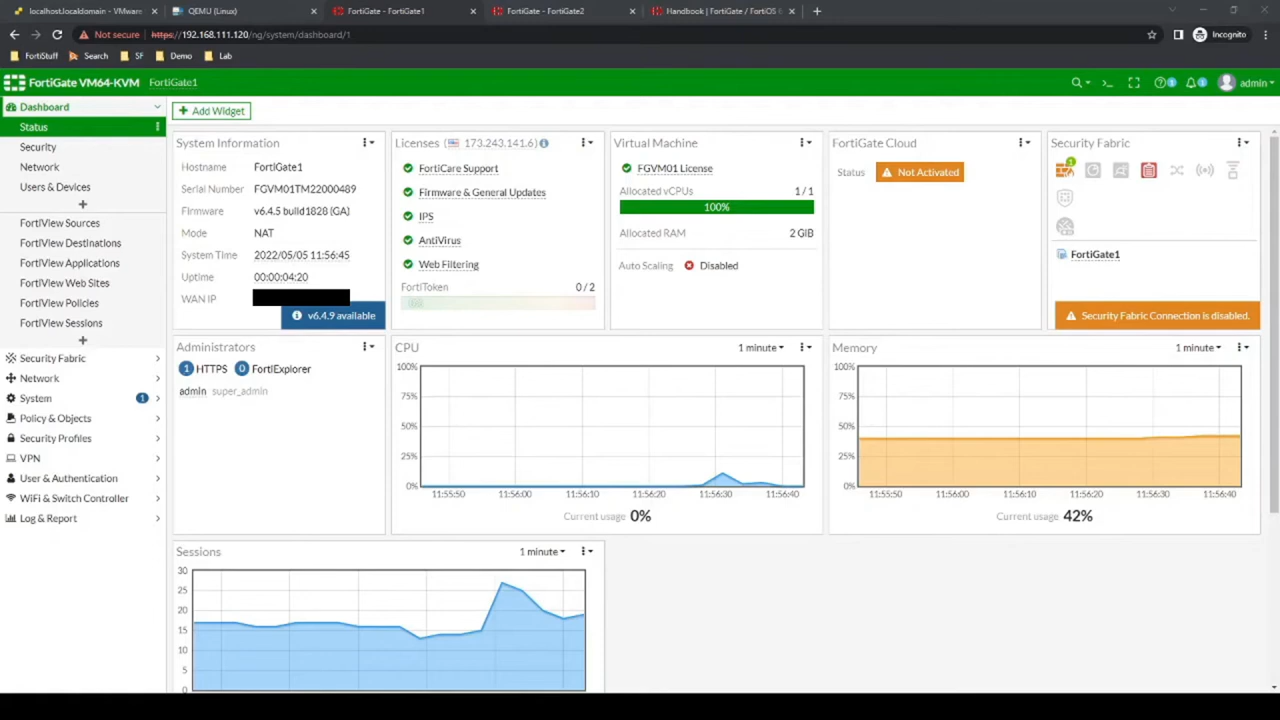 localhost.localdomain - VMware
QEMU (Linux)
FortiGate - FortiGate1
FortiGate - FortiGate2
Handbook | FortiGate / FortiOS 6
Not secure
https://192.168.111.120/ng/system/dashboard/1
Incognito
FortiStuff
Search
SF
Demo
Lab
FortiGate VM64-KVM
FortiGate1
admin
Dashboard
Status
Security
Network
Users & Devices
FortiView Sources
FortiView Destinations
FortiView Applications
FortiView Web Sites
FortiView Policies
FortiView Sessions
Security Fabric
Network
System
1
Policy & Objects
Security Profiles
VPN
User & Authentication
WiFi & Switch Controller
Log & Report
Add Widget
System Information
Hostname FortiGate1
Serial Number FGVM01TM22000489
Firmware v6.4.5 build1828 (GA)
Mode NAT
System Time 2022/05/05 11:56:45
Uptime 00:00:04:20
WAN IP
v6.4.9 available
Licenses (173.243.141.6)
FortiCare Support
Firmware & General Updates
IPS
AntiVirus
Web Filtering
FortiToken 0 / 2
0%
Virtual Machine
FGVM01 License
Allocated vCPUs 1 / 1
100%
Allocated RAM 2 GiB
Auto Scaling Disabled
FortiGate Cloud
Status Not Activated
Security Fabric
1
FortiGate1
Security Fabric Connection is disabled.
Administrators
1 HTTPS 0 FortiExplorer
admin super_admin
CPU
1 minute
100%
75%
50%
25%
0%
11:55:50 11:56:00 11:56:10 11:56:20 11:56:30 11:56:40
Current usage 0%
Memory
1 minute
100%
75%
50%
25%
0%
11:55:50 11:56:00 11:56:10 11:56:20 11:56:30 11:56:40
Current usage 42%
Sessions
1 minute
30
25
20
15
10
5
0